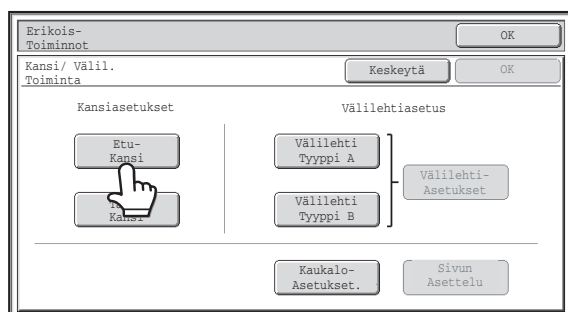 Erikois-
Toiminnot
OK
Kansi/ Välil.
Toiminta
Keskeytä
OK
Kansiasetukset
Välilehtiasetus
Etu-
Kansi
Välilehti
Tyyppi A
Välilehti-
Asetukset
Kansi
Välilehti
Tyyppi B
Kaukalo-
Asetukset.
Sivun
Asettelu